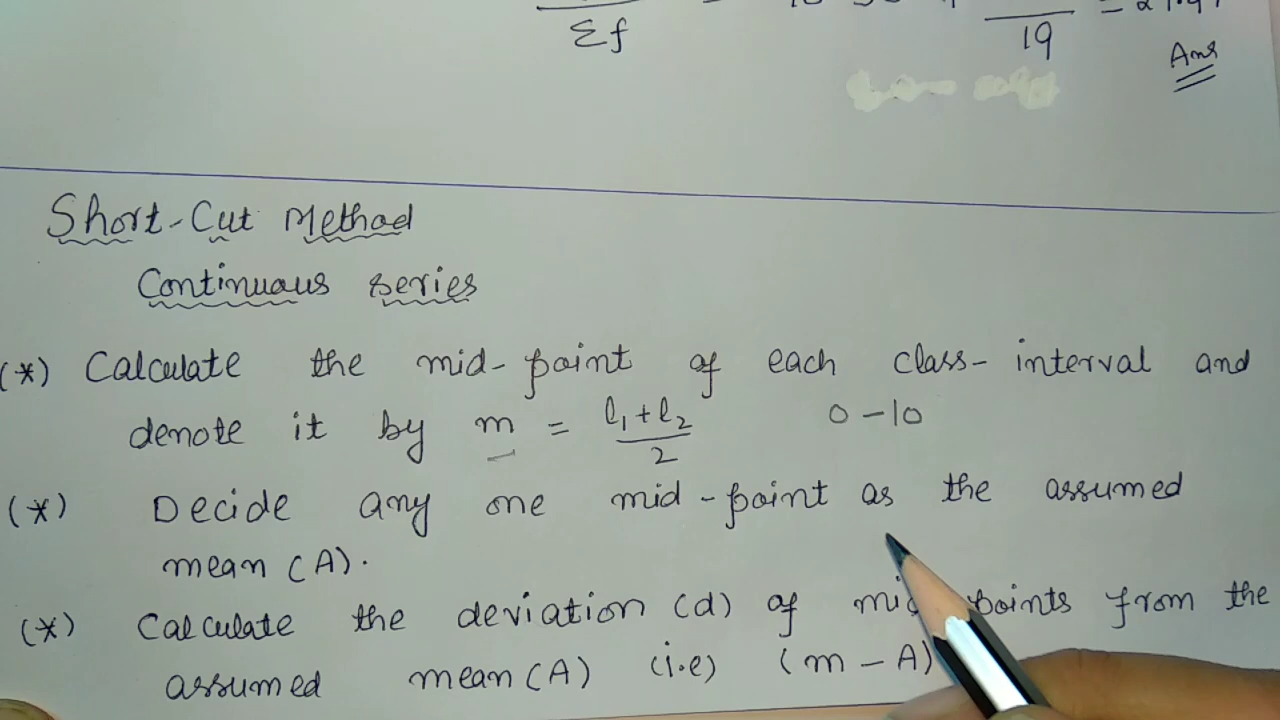 Σf
19
Ans
Short-Cut Method
Continuous series
(*) Calculate the mid-point of each class-interval and
denote it by m = l₁+l₂/2 0-10
(*) Decide any one mid-point as the assumed
mean (A).
(*) Calculate the deviation (d) of mid points from the
assumed mean (A) (i.e) (m - A)